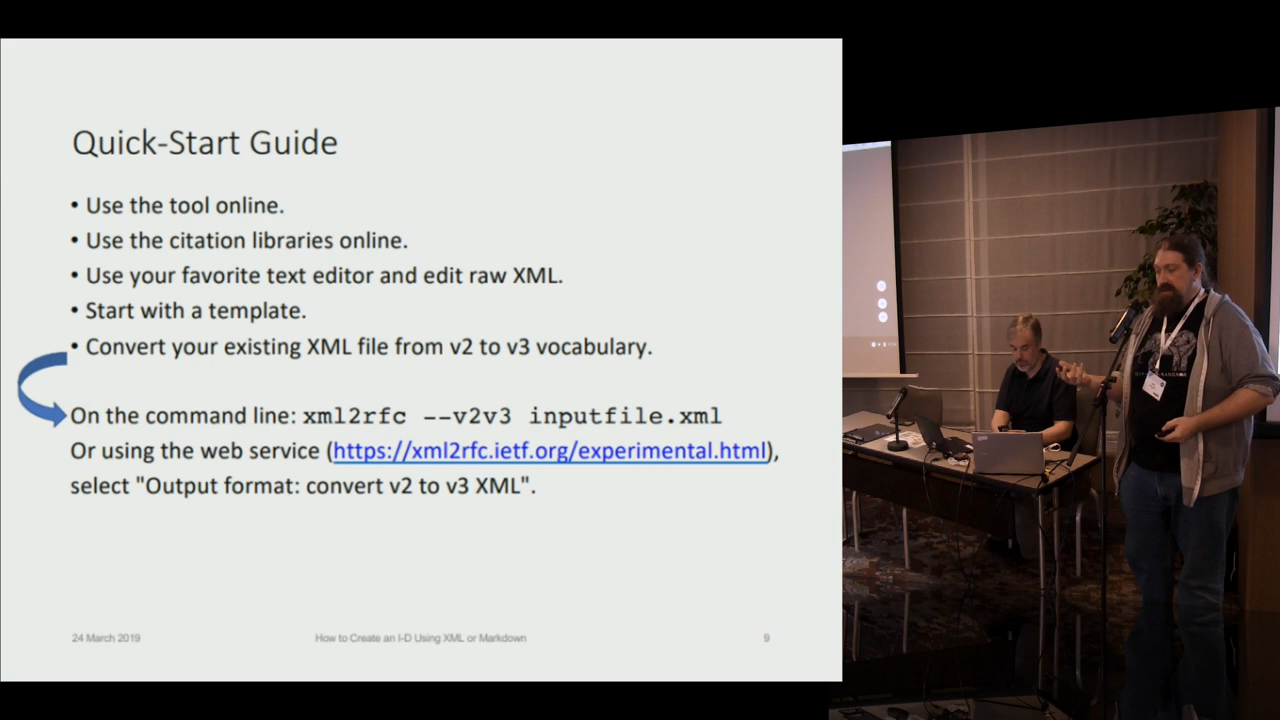 Quick-Start Guide
• Use the tool online.
• Use the citation libraries online.
• Use your favorite text editor and edit raw XML.
• Start with a template.
• Convert your existing XML file from v2 to v3 vocabulary.
On the command line: xml2rfc --v2v3 inputfile.xml
Or using the web service (https://xml2rfc.ietf.org/experimental.html),
select "Output format: convert v2 to v3 XML".
24 March 2019 How to Create an I-D Using XML or Markdown 9